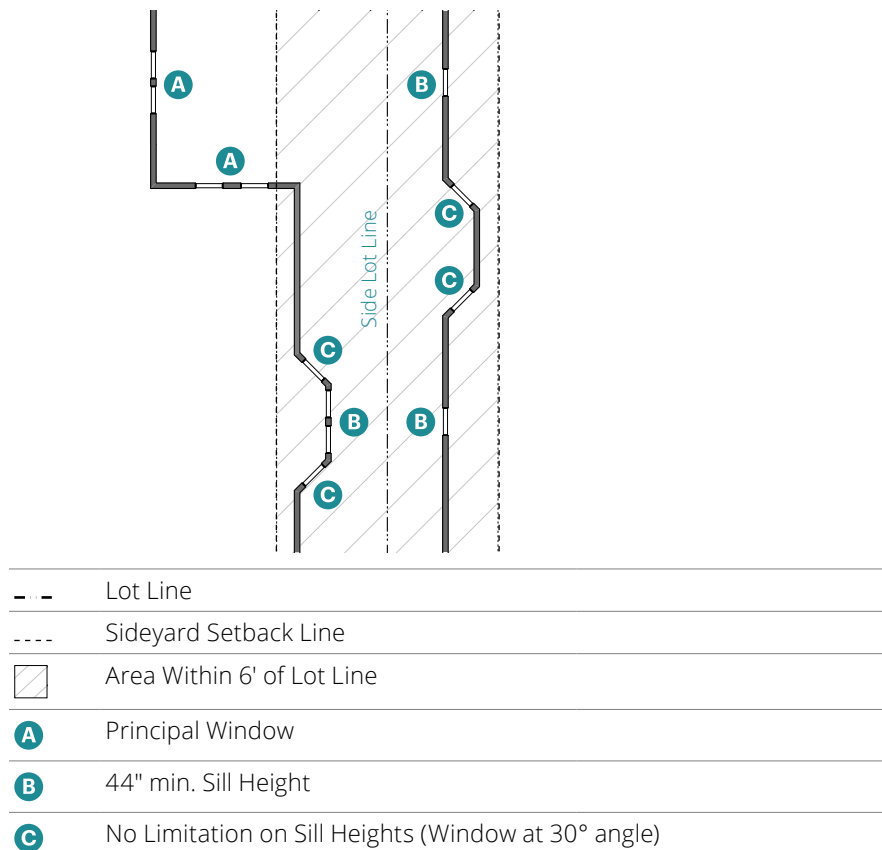 A
B
A
C
Side Lot Line
C
C
B
B
C
Lot Line
Sideyard Setback Line
Area Within 6' of Lot Line
A Principal Window
B 44" min. Sill Height
C No Limitation on Sill Heights (Window at 30° angle)